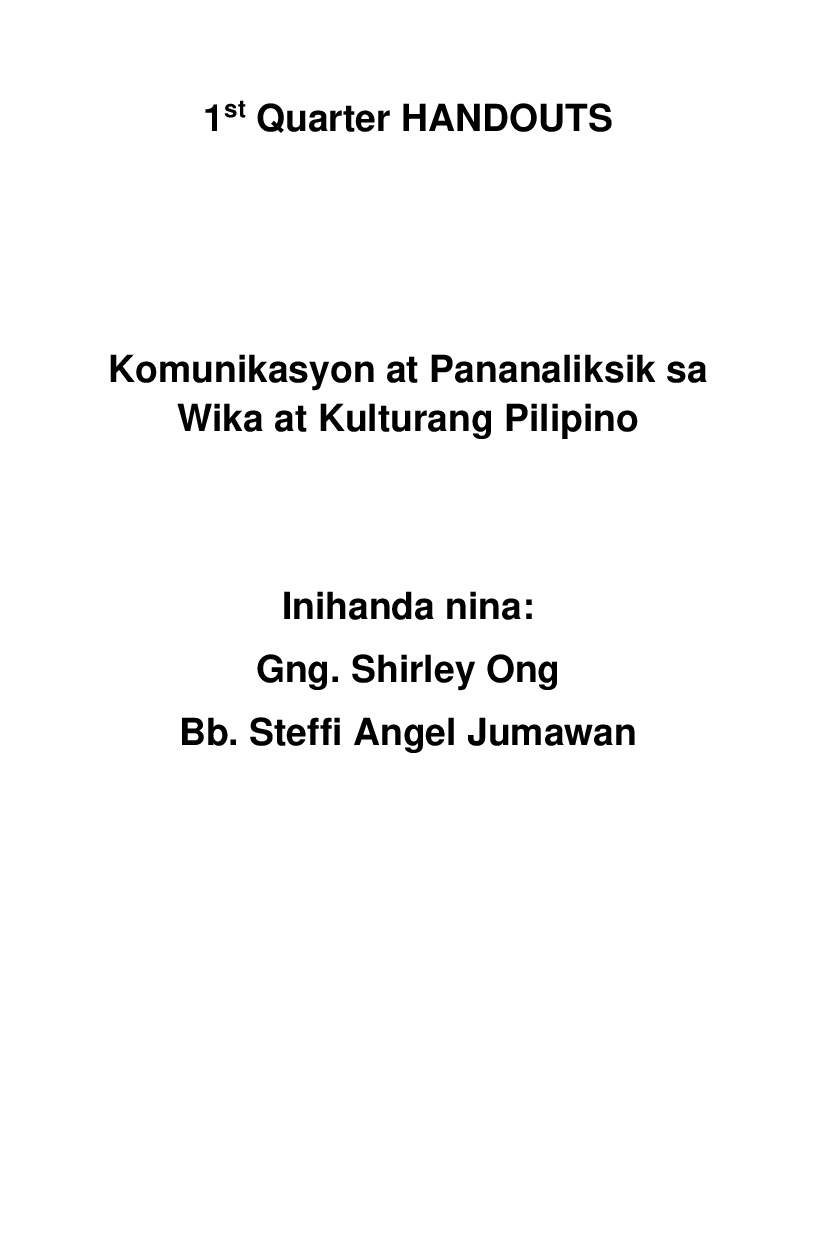 1st Quarter HANDOUTS
Komunikasyon at Pananaliksik sa
Wika at Kulturang Pilipino
Inihanda nina:
Gng. Shirley Ong
Bb. Steffi Angel Jumawan